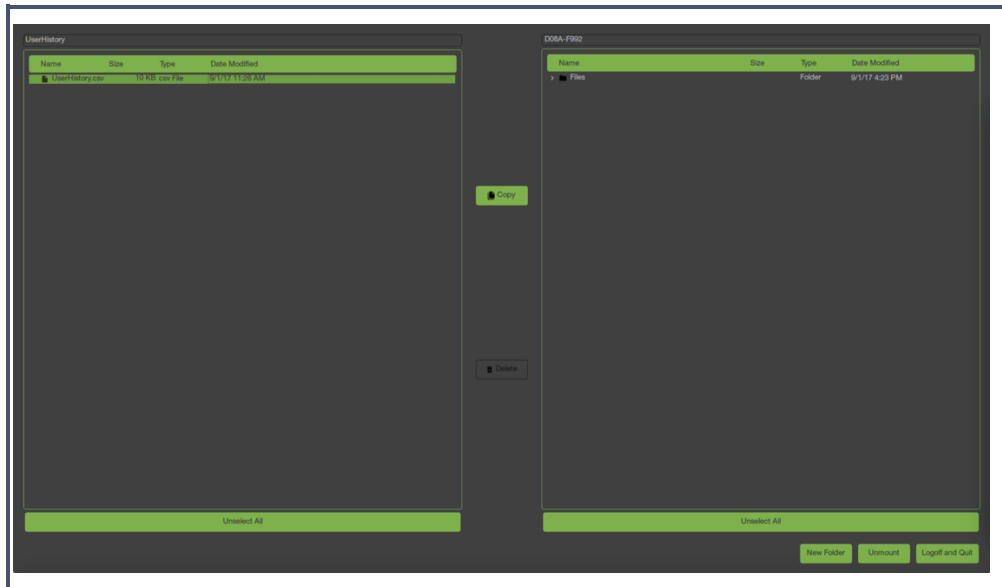 UserHistory
Name Size Type Date Modified
UserHistory.csv 10 KB csv File 9/1/17 11:26 AM
Unselect All
Copy
Delete
D08A-F992
Name Size Type Date Modified
Files Folder 9/1/17 4:23 PM
Unselect All
New Folder Unmount Logoff and Quit